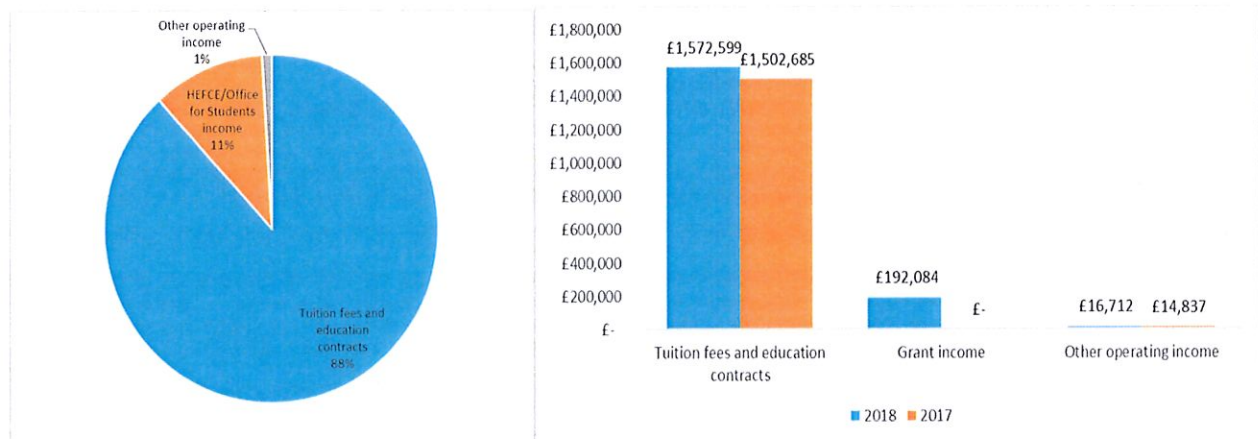 Other operating
income
1%
HEFCE/Office
for Students
income
11%
Tuition fees and
education
contracts
88%
£1,800,000
£1,600,000
£1,400,000
£1,200,000
£1,000,000
£800,000
£600,000
£400,000
£200,000
£-
£1,572,599
£1,502,685
£192,084
£-
£16,712
£14,837
Tuition fees and education
contracts
Grant income
Other operating income
2018
2017